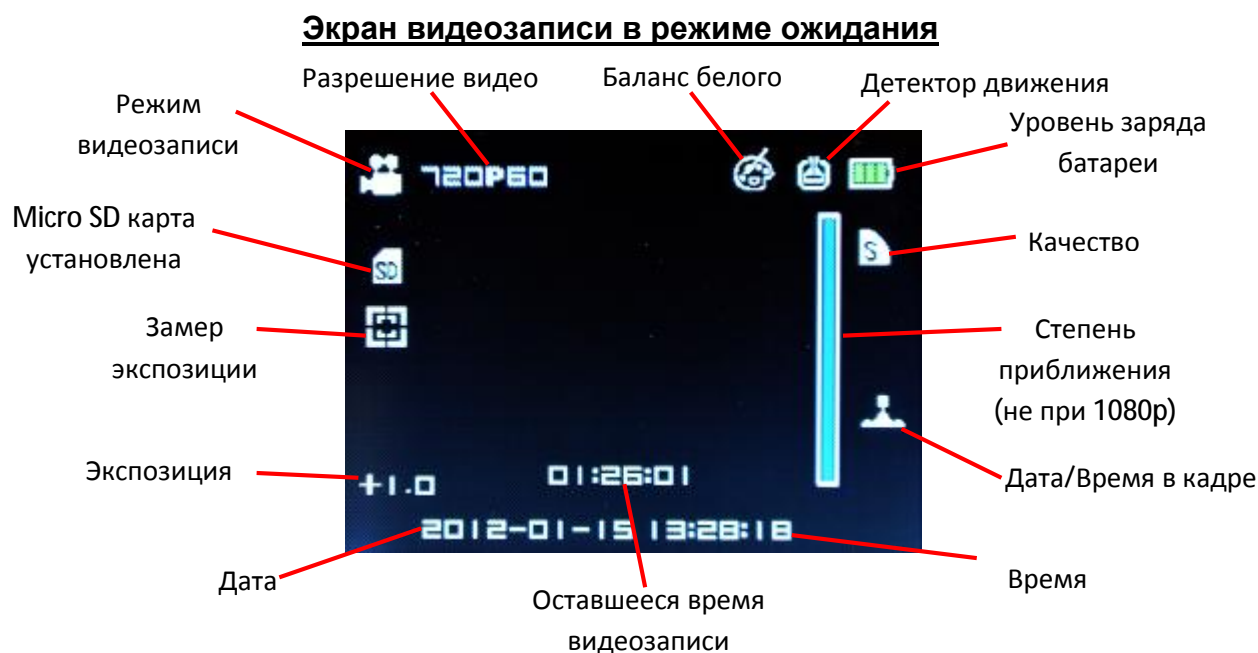 Экран видеозаписи в режиме ожидания
Разрешение видео
Баланс белого
Детектор движения
Режим
видеозаписи
Уровень заряда
батареи
720P60
Micro SD карта
установлена
SD
S
Качество
Замер
экспозиции
Степень
приближения
(не при 1080p)
Экспозиция
+1.0
01:26:01
Дата/Время в кадре
2012-01-15 13:28:18
Дата
Время
Оставшееся время
видеозаписи